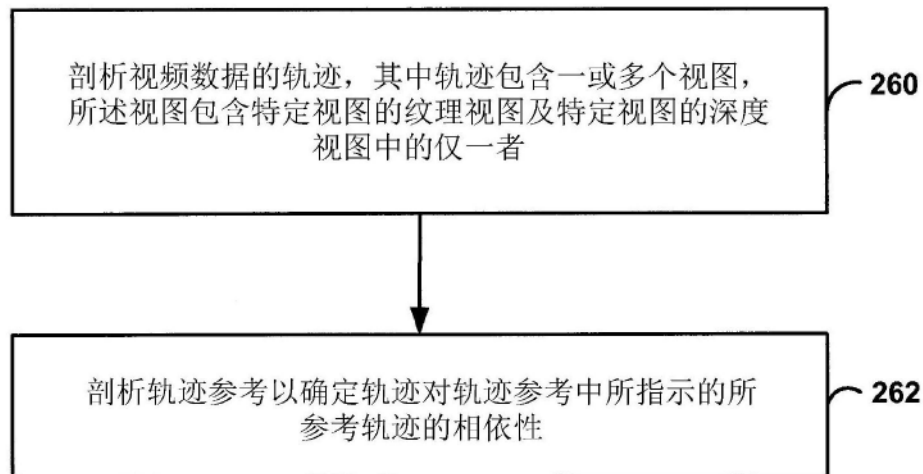 剖析视频数据的轨迹，其中轨迹包含一或多个视图，
所述视图包含特定视图的纹理视图及特定视图的深度
视图中的仅一者
260
剖析轨迹参考以确定轨迹对轨迹参考中所指示的所
参考轨迹的相依性
262